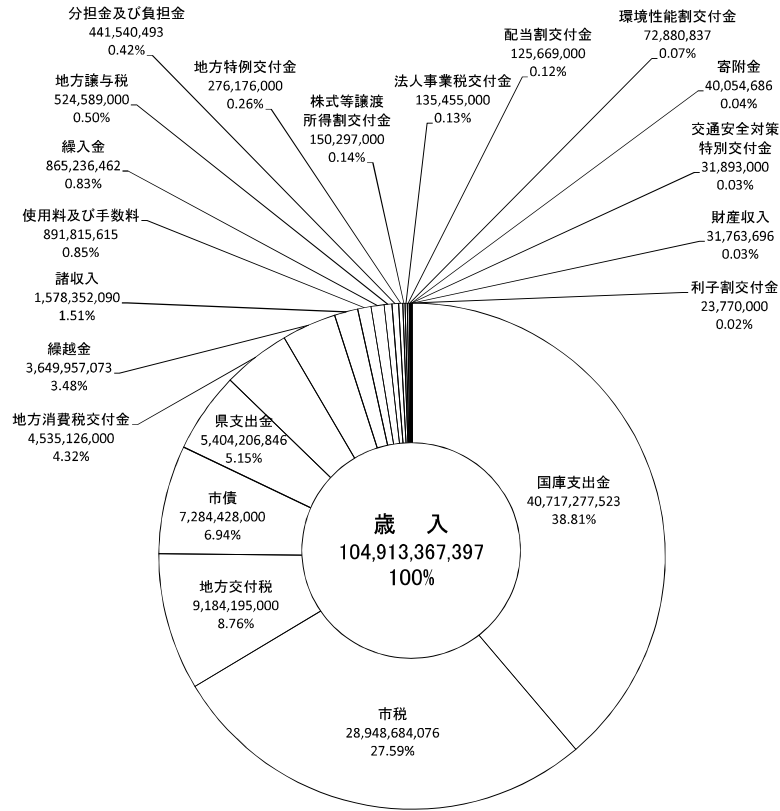 分担金及び負担金
441,540,493
0.42%
地方譲与税
524,589,000
0.50%
繰入金
865,236,462
0.83%
使用料及び手数料
891,815,615
0.85%
諸収入
1,578,352,090
1.51%
繰越金
3,649,957,073
3.48%
地方消費税交付金
4,535,126,000
4.32%
地方特例交付金
276,176,000
0.26%
株式等譲渡
所得割交付金
150,297,000
0.14%
法人事業税交付金
135,455,000
0.13%
配当割交付金
125,669,000
0.12%
環境性能割交付金
72,880,837
0.07%
寄附金
40,054,686
0.04%
交通安全対策
特別交付金
31,893,000
0.03%
財産収入
31,763,696
0.03%
利子割交付金
23,770,000
0.02%
県支出金
5,404,206,846
5.15%
市債
7,284,428,000
6.94%
地方交付税
9,184,195,000
8.76%
市税
28,948,684,076
27.59%
国庫支出金
40,717,277,523
38.81%
歳　入
104,913,367,397
100%